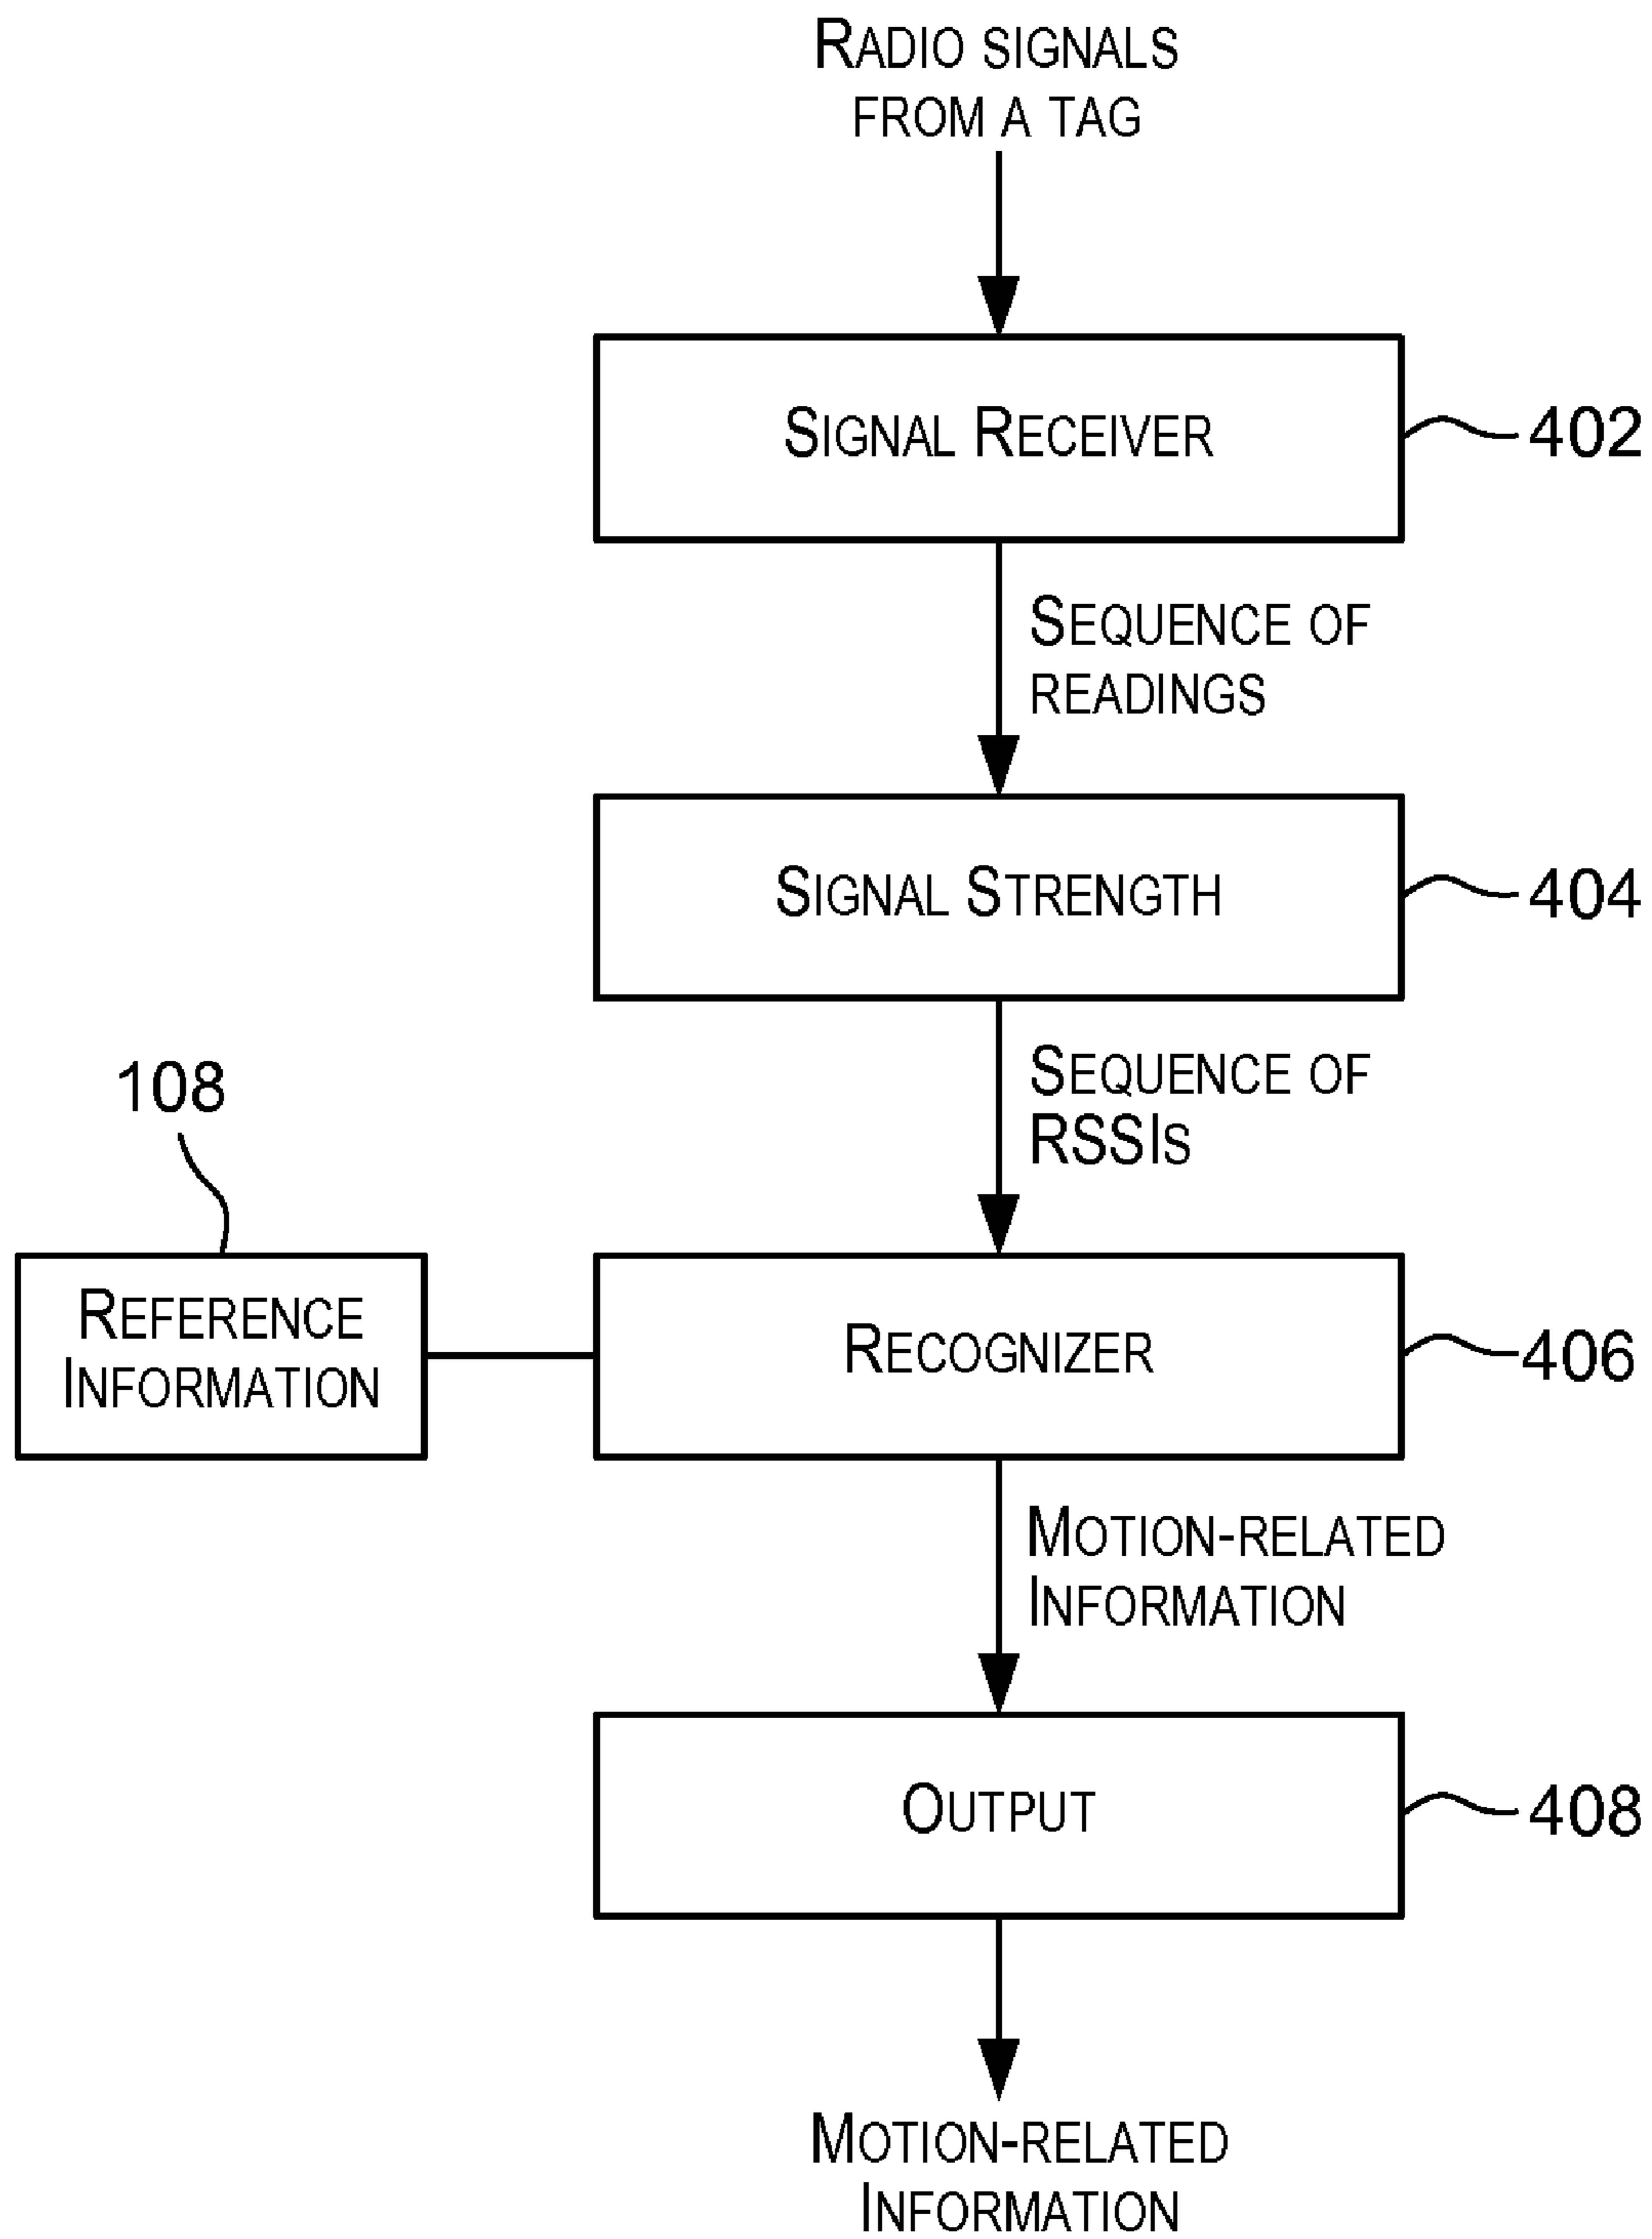 RADIO SIGNALS
FROM A TAG
SIGNAL RECEIVER
402
SEQUENCE OF
READINGS
SIGNAL STRENGTH
404
SEQUENCE OF
RSSIS
108
REFERENCE
INFORMATION
RECOGNIZER
406
MOTION-RELATED
INFORMATION
OUTPUT
408
MOTION-RELATED
INFORMATION